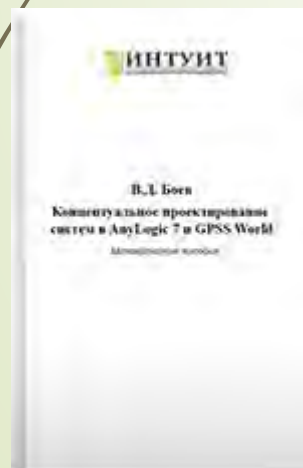 ИНТУИТ
В.Д. Боев
Концептуальное проектирование
систем в AnyLogic 7 и GPSS World